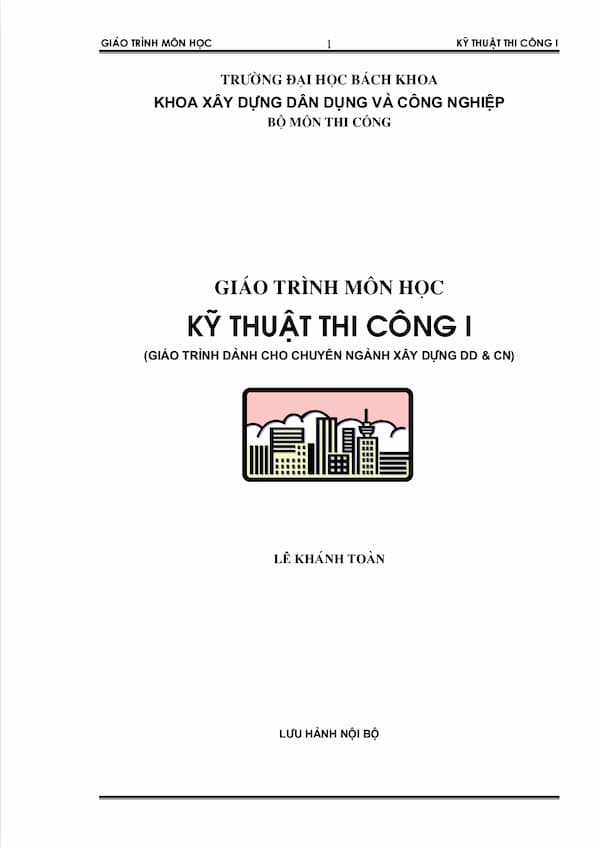 GIÁO TRÌNH MÔN HỌC 1 KỸ THUẬT THI CÔNG I
TRƯỜNG ĐẠI HỌC BÁCH KHOA
KHOA XÂY DỰNG DÂN DỤNG VÀ CÔNG NGHIỆP
BỘ MÔN THI CÔNG
GIÁO TRÌNH MÔN HỌC
KỸ THUẬT THI CÔNG I
(GIÁO TRÌNH DÀNH CHO CHUYÊN NGÀNH XÂY DỰNG DD & CN)
LÊ KHÁNH TOÀN
LƯU HÀNH NỘI BỘ